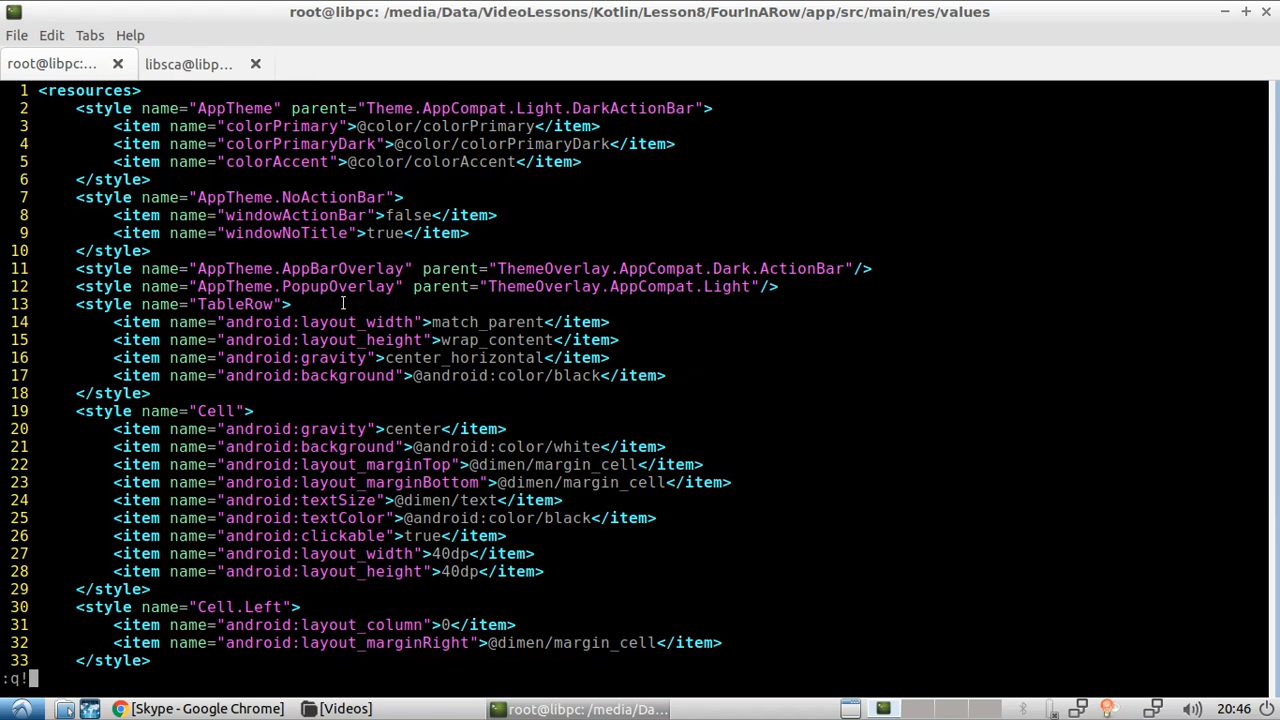 root@libpc: /media/Data/VideoLessons/Kotlin/Lesson8/FourInARow/app/src/main/res/values
File Edit Tabs Help
root@libpc:... libsca@libp...
1 <resources>
2 <style name="AppTheme" parent="Theme.AppCompat.Light.DarkActionBar">
3 <item name="colorPrimary">@color/colorPrimary</item>
4 <item name="colorPrimaryDark">@color/colorPrimaryDark</item>
5 <item name="colorAccent">@color/colorAccent</item>
6 </style>
7 <style name="AppTheme.NoActionBar">
8 <item name="windowActionBar">false</item>
9 <item name="windowNoTitle">true</item>
10 </style>
11 <style name="AppTheme.AppBarOverlay" parent="ThemeOverlay.AppCompat.Dark.ActionBar"/>
12 <style name="AppTheme.PopupOverlay" parent="ThemeOverlay.AppCompat.Light"/>
13 <style name="TableRow">
14 <item name="android:layout_width">match_parent</item>
15 <item name="android:layout_height">wrap_content</item>
16 <item name="android:gravity">center_horizontal</item>
17 <item name="android:background">@android:color/black</item>
18 </style>
19 <style name="Cell">
20 <item name="android:gravity">center</item>
21 <item name="android:background">@android:color/white</item>
22 <item name="android:layout_marginTop">@dimen/margin_cell</item>
23 <item name="android:layout_marginBottom">@dimen/margin_cell</item>
24 <item name="android:textSize">@dimen/text</item>
25 <item name="android:textColor">@android:color/black</item>
26 <item name="android:clickable">true</item>
27 <item name="android:layout_width">40dp</item>
28 <item name="android:layout_height">40dp</item>
29 </style>
30 <style name="Cell.Left">
31 <item name="android:layout_column">0</item>
32 <item name="android:layout_marginRight">@dimen/margin_cell</item>
33 </style>
:q!
[Skype - Google Chrome] [Videos] root@libpc: /media/Da... 20:46